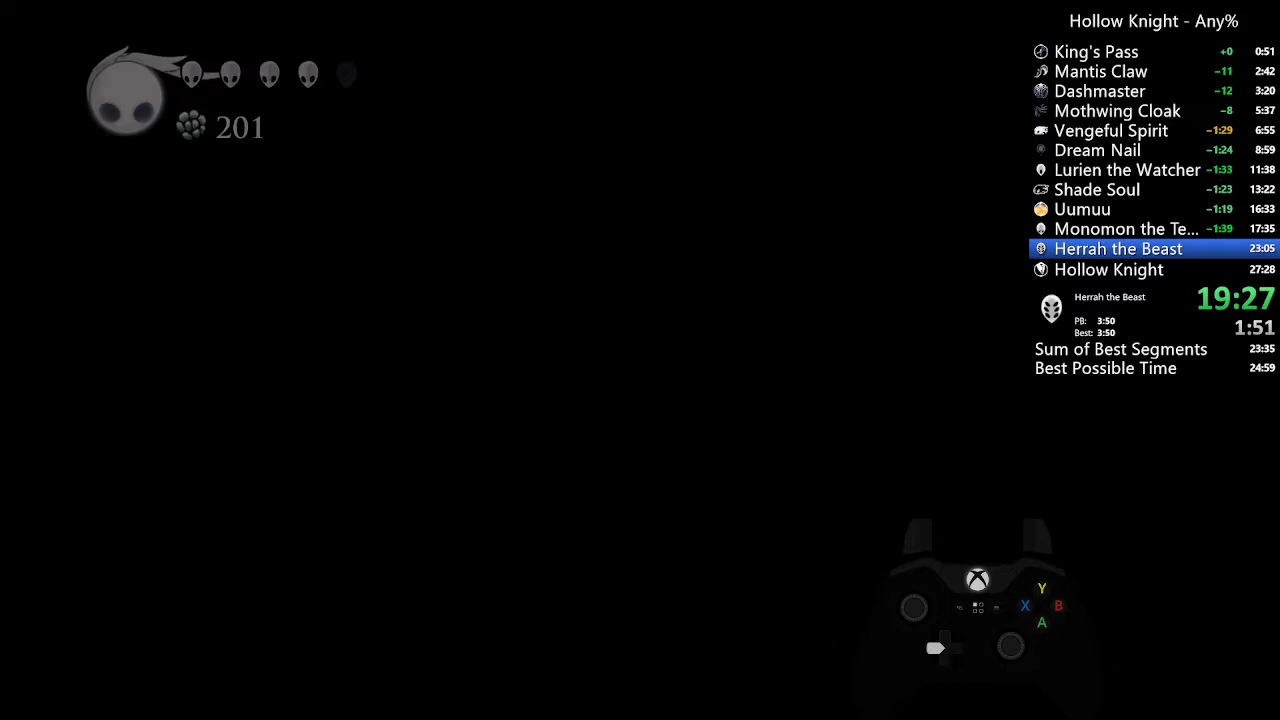 201
Hollow Knight - Any%
King's Pass +0 0:51
Mantis Claw −11 2:42
Dashmaster −12 3:20
Mothwing Cloak −8 5:37
Vengeful Spirit −1:29 6:55
Dream Nail −1:24 8:59
Lurien the Watcher −1:33 11:38
Shade Soul −1:23 13:22
Uumuu −1:19 16:33
Monomon the Te... −1:39 17:35
Herrah the Beast 23:05
Hollow Knight 27:28
Herrah the Beast 19:27
PB: 3:50 1:51
Best: 3:50
Sum of Best Segments 23:35
Best Possible Time 24:59
Y
X B
A